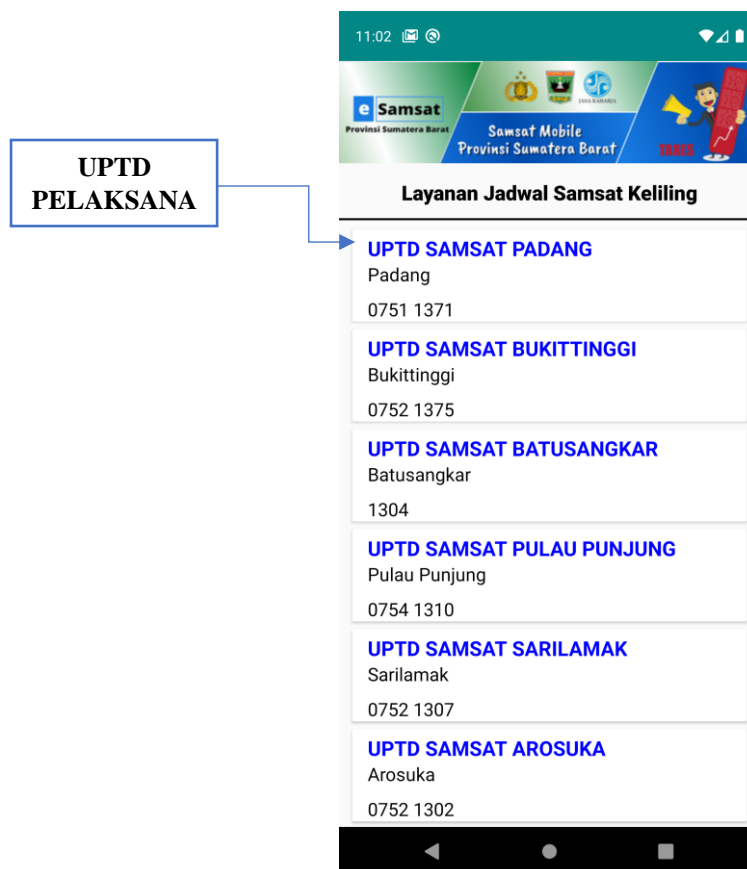 11:02
e Samsat
Provinsi Sumatera Barat
JASA RAHARJA
Samsat Mobile
Provinsi Sumatera Barat
TAXES
UPTD
PELAKSANA
Layanan Jadwal Samsat Keliling
UPTD SAMSAT PADANG
Padang
0751 1371
UPTD SAMSAT BUKITTINGGI
Bukittinggi
0752 1375
UPTD SAMSAT BATUSANGKAR
Batusangkar
1304
UPTD SAMSAT PULAU PUNJUNG
Pulau Punjung
0754 1310
UPTD SAMSAT SARILAMAK
Sarilamak
0752 1307
UPTD SAMSAT AROSUKA
Arosuka
0752 1302